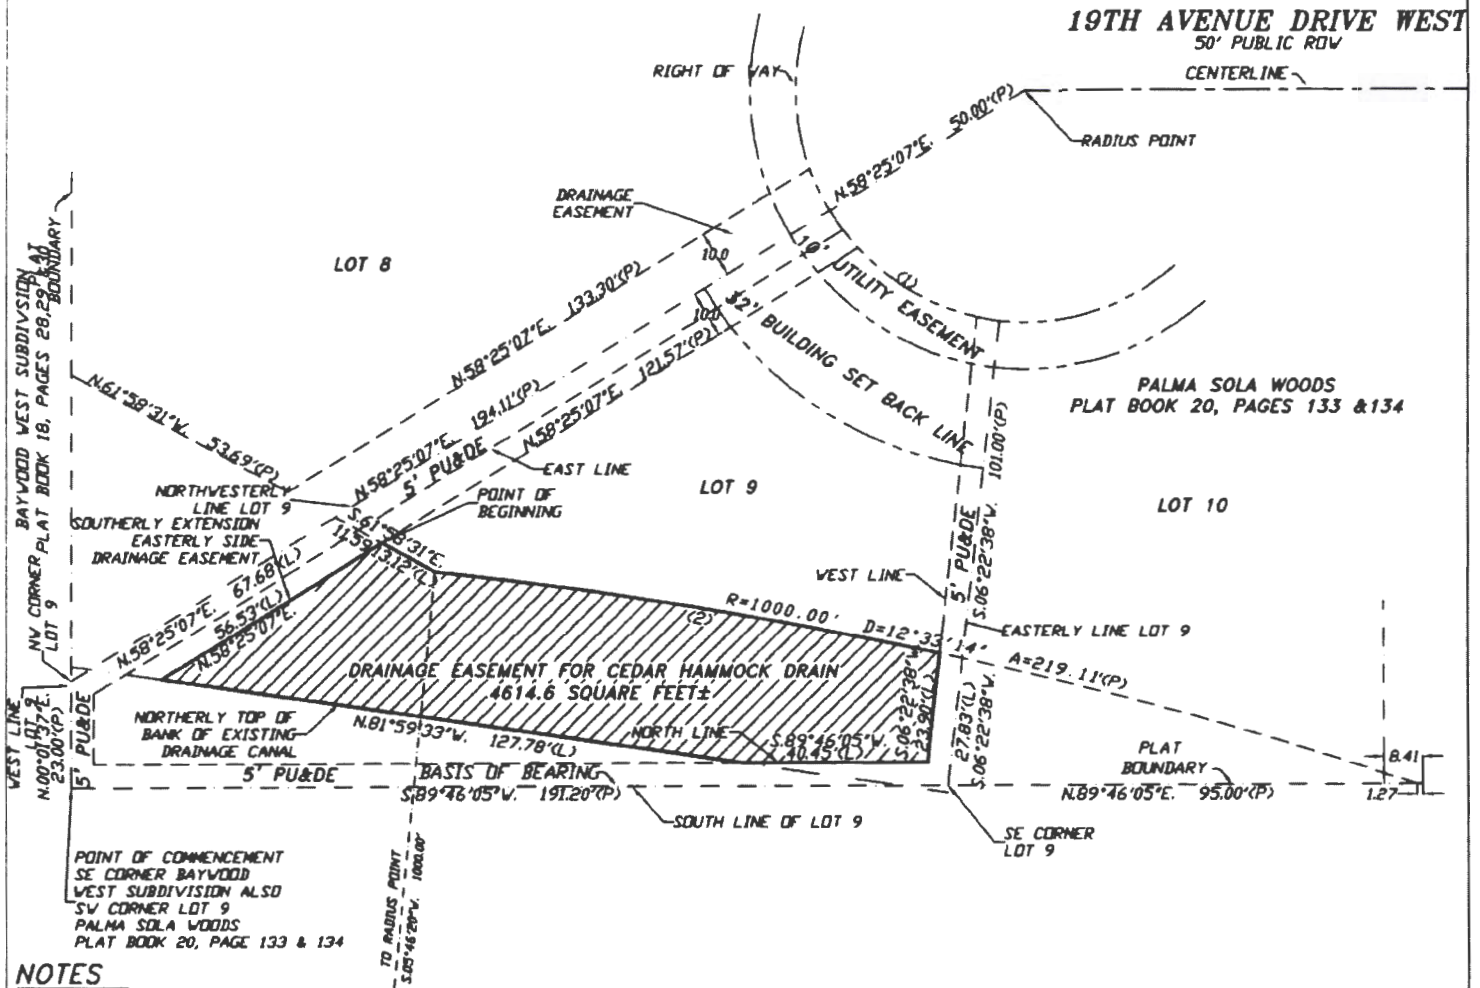 19TH AVENUE DRIVE WEST
50' PUBLIC ROW
CENTERLINE
RIGHT OF WAY
N.58°25'07"E. 50.00'(P)
RADIUS POINT
DRAINAGE
EASEMENT
10.0
LOT 8
133.30'(P)
N.58°25'07"E.
10' UTILITY EASEMENT
(1)
10.0
32' BUILDING SET BACK LINE
BAYWOOD WEST SUBDIVSION
PLAT BOOK 18, PAGES 28,29 &30
PLAT
BOUNDARY
N.61°58'31"W. 53.69'(P)
N.58°25'07"E. 194.11'(P)
5' PU&DE
N.58°25'07"E. 121.57'(P)
EAST LINE
PALMA SOLA WOODS
PLAT BOOK 20, PAGES 133 &134
NORTHWESTERLY
LINE LOT 9
POINT OF
BEGINNING
LOT 9
LOT 10
101.00'(P)
S.06°22'38"W.
5' PU&DE
SOUTHERLY EXTENSION
EASTERLY SIDE
DRAINAGE EASEMENT
S.61°58'31"E.
11.59'
13.12'(L)
WEST LINE
EASTERLY LINE LOT 9
NW CORNER
LOT 9
N.58°25'07"E. 67.68'(L)
56.53'(L)
N.58°25'07"E.
R=1000.00'
(2)
D=12°33'14"
A=219.11'(P)
DRAINAGE EASEMENT FOR CEDAR HAMMOCK DRAIN
4614.6 SQUARE FEET±
S.06°22'38"W.
23.90'(L)
27.83'(L)
S.06°22'38"W.
WEST LINE
LOT 9
N.00°01'37"E.
23.00'(P)
5' PU&DE
NORTHERLY TOP OF
BANK OF EXISTING
DRAINAGE CANAL
N.81°59'33"W. 127.78'(L)
NORTH LINE
S.89°46'05"W.
40.45'(L)
PLAT
BOUNDARY
8.41
5' PU&DE
BASIS OF BEARING
S.89°46'05"W. 191.20'(P)
N.89°46'05"E. 95.00'(P)
1.27
SOUTH LINE OF LOT 9
SE CORNER
LOT 9
POINT OF COMMENCEMENT
SE CORNER BAYWOOD
WEST SUBDIVISION ALSO
SW CORNER LOT 9
PALMA SOLA WOODS
PLAT BOOK 20, PAGE 133 & 134
TO RADIUS POINT
S.05°46'20"W. 1000.00'
NOTES